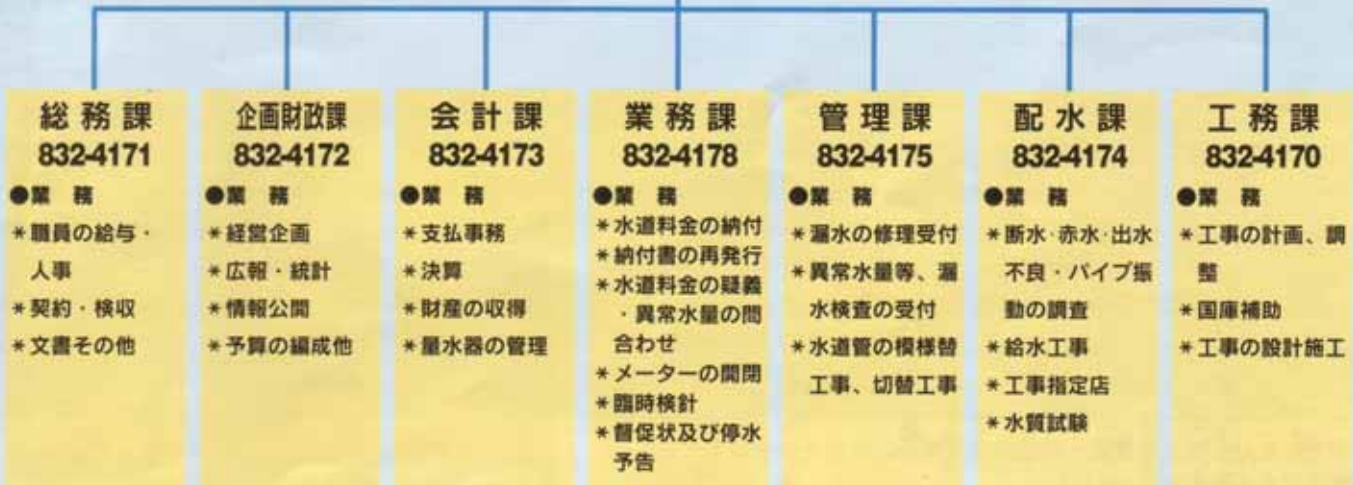 総務課
832-4171
●業 務
*職員の給与・
人事
*契約・検収
*文書その他
企画財政課
832-4172
●業 務
*経営企画
*広報・統計
*情報公開
*予算の編成他
会計課
832-4173
●業 務
*支払事務
*決算
*財産の収得
*量水器の管理
業務課
832-4178
●業 務
*水道料金の納付
*納付書の再発行
*水道料金の疑義
・異常水量の問
合わせ
*メーターの開閉
*臨時検針
*督促状及び停水
予告
管理課
832-4175
●業 務
*漏水の修理受付
*異常水量等、漏
水検査の受付
*水道管の模様替
工事、切替工事
配水課
832-4174
●業 務
*断水・赤水・出水
不良・パイプ振
動の調査
*給水工事
*工事指定店
*水質試験
工務課
832-4170
●業 務
*工事の計画、調
整
*国庫補助
*工事の設計施工